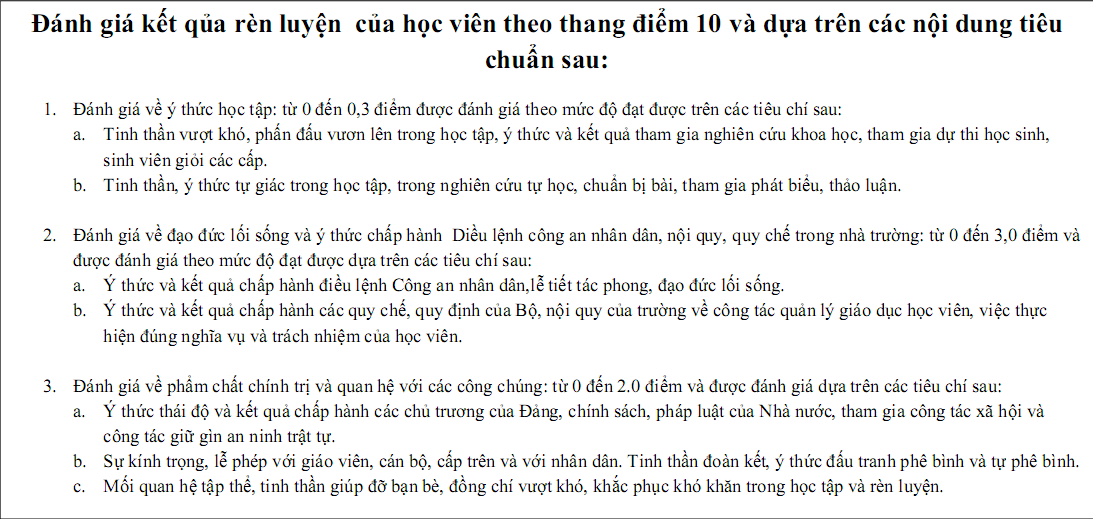 Đánh giá kết qủa rèn luyện của học viên theo thang điểm 10 và dựa trên các nội dung tiêu
chuẩn sau:
1. Đánh giá về ý thức học tập: từ 0 đến 0,3 điểm được đánh giá theo mức độ đạt được trên các tiêu chí sau:
a. Tinh thần vượt khó, phấn đấu vươn lên trong học tập, ý thức và kết quả tham gia nghiên cứu khoa học, tham gia dự thi học sinh,
sinh viên giỏi các cấp.
b. Tinh thần, ý thức tự giác trong học tập, trong nghiên cứu tự học, chuẩn bị bài, tham gia phát biểu, thảo luận.
2. Đánh giá về đạo đức lối sống và ý thức chấp hành Diều lệnh công an nhân dân, nội quy, quy chế trong nhà trường: từ 0 đến 3,0 điểm và
được đánh giá theo mức độ đạt được dựa trên các tiêu chí sau:
a. Ý thức và kết quả chấp hành điều lệnh Công an nhân dân,lễ tiết tác phong, đạo đức lối sống.
b. Ý thức và kết quả chấp hành các quy chế, quy định của Bộ, nội quy của trường về công tác quản lý giáo dục học viên, việc thực
hiện đúng nghĩa vụ và trách nhiệm của học viên.
3. Đánh giá về phẩm chất chính trị và quan hệ với các công chúng: từ 0 đến 2.0 điểm và được đánh giá dựa trên các tiêu chí sau:
a. Ý thức thái độ và kết quả chấp hành các chủ trương của Đảng, chính sách, pháp luật của Nhà nước, tham gia công tác xã hội và
công tác giữ gìn an ninh trật tự.
b. Sự kính trọng, lễ phép với giáo viên, cán bộ, cấp trên và với nhân dân. Tinh thần đoàn kết, ý thức đấu tranh phê bình và tự phê bình.
c. Mối quan hệ tập thể, tinh thần giúp đỡ bạn bè, đồng chí vượt khó, khắc phục khó khăn trong học tập và rèn luyện.